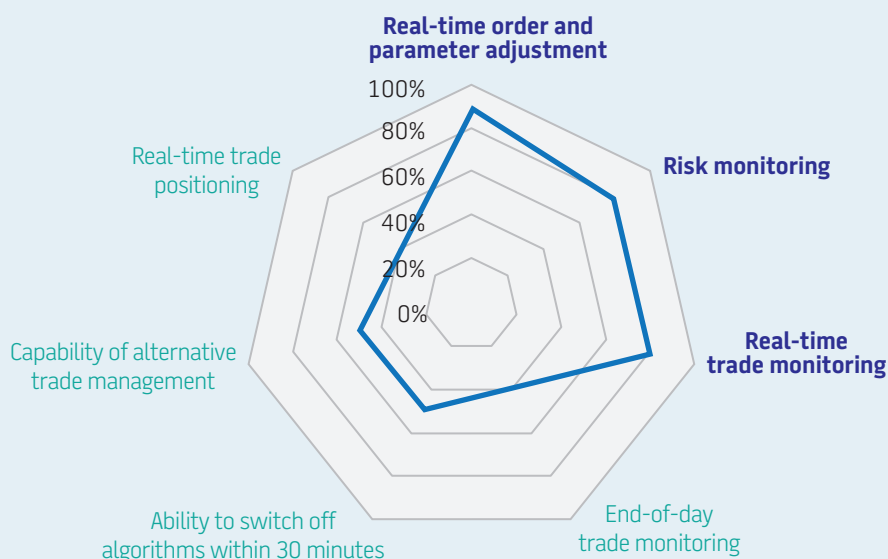 Real-time order and
parameter adjustment
100%
80%
60%
40%
20%
0%
Real-time trade
positioning
Risk monitoring
Capability of alternative
trade management
Real-time
trade monitoring
Ability to switch off
algorithms within 30 minutes
End-of-day
trade monitoring